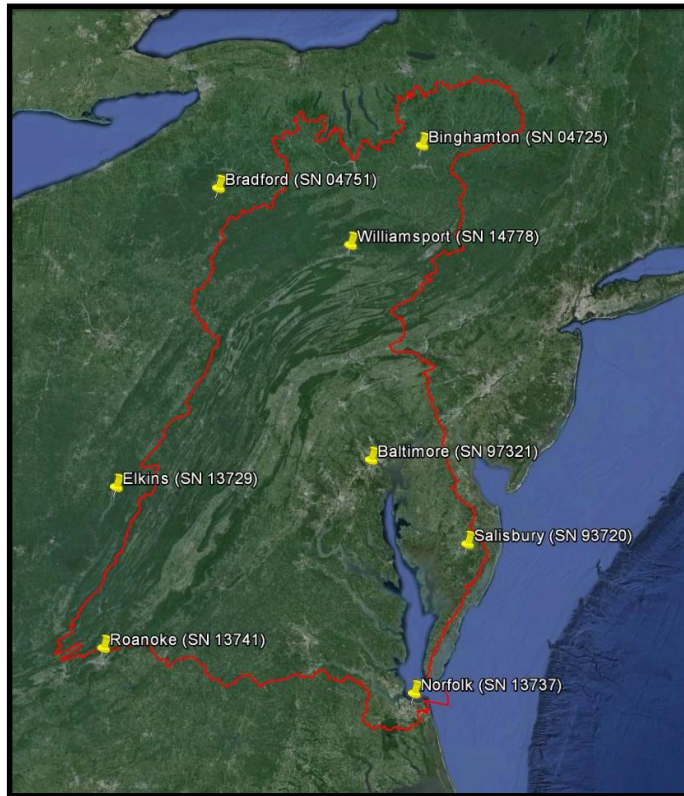 Binghamton (SN 04725)
Bradford (SN 04751)
Williamsport (SN 14778)
Baltimore (SN 97321)
Elkins (SN 13729)
Salisbury (SN 93720)
Roanoke (SN 13741)
Norfolk (SN 13737)